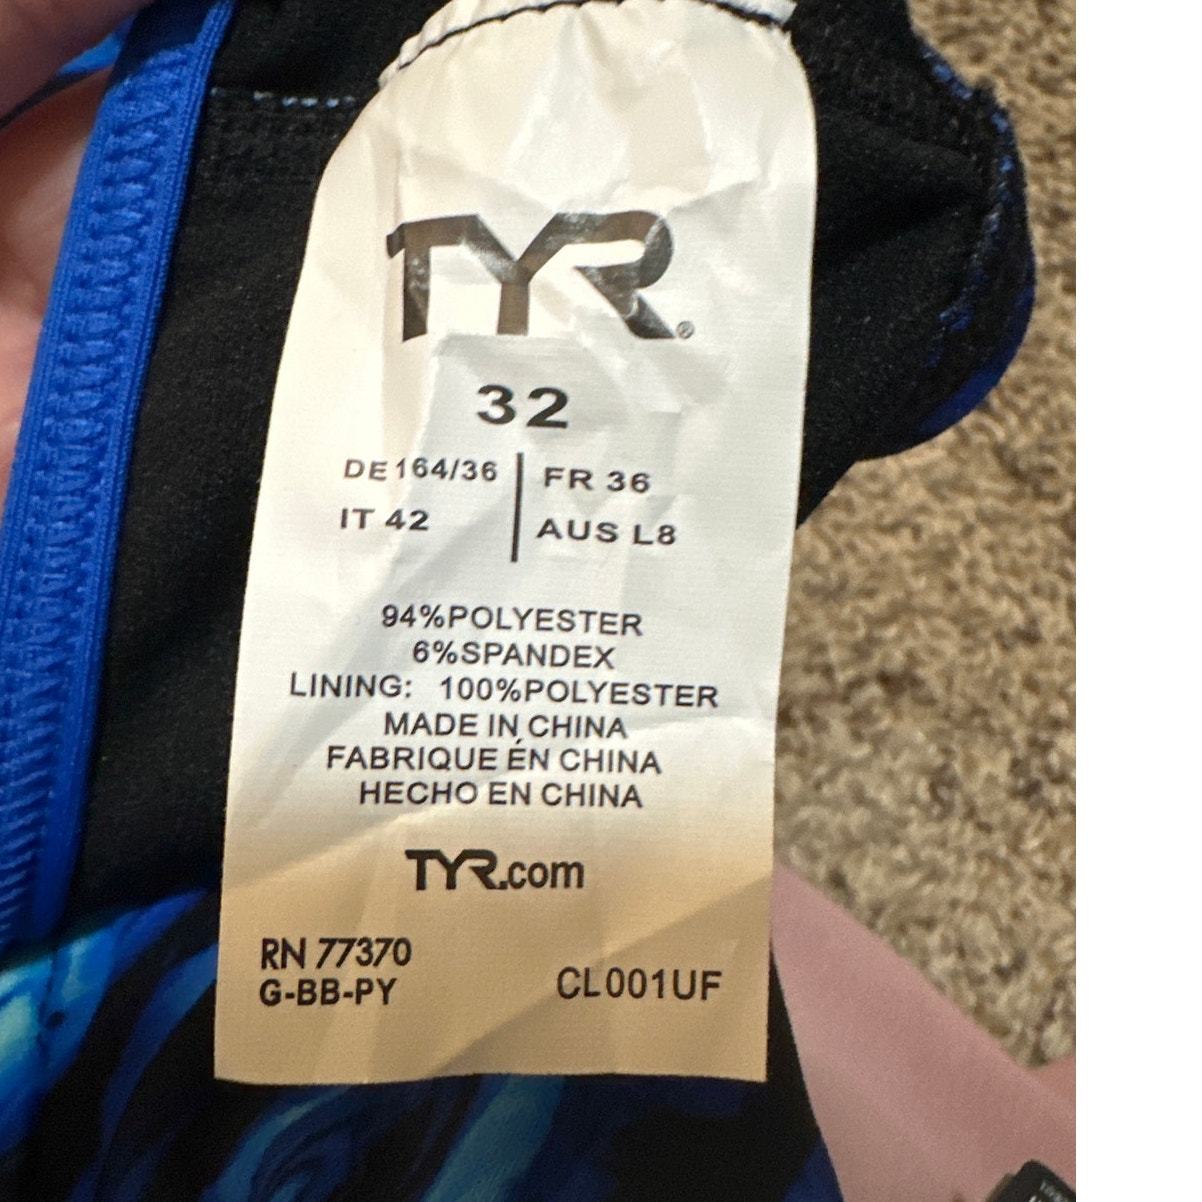 TYR®
32
DE 164/36 | FR 36
IT 42 | AUS L8
94%POLYESTER
6%SPANDEX
LINING: 100%POLYESTER
MADE IN CHINA
FABRIQUE ÉN CHINA
HECHO EN CHINA
TYR.com
RN 77370
G-BB-PY CL001UF